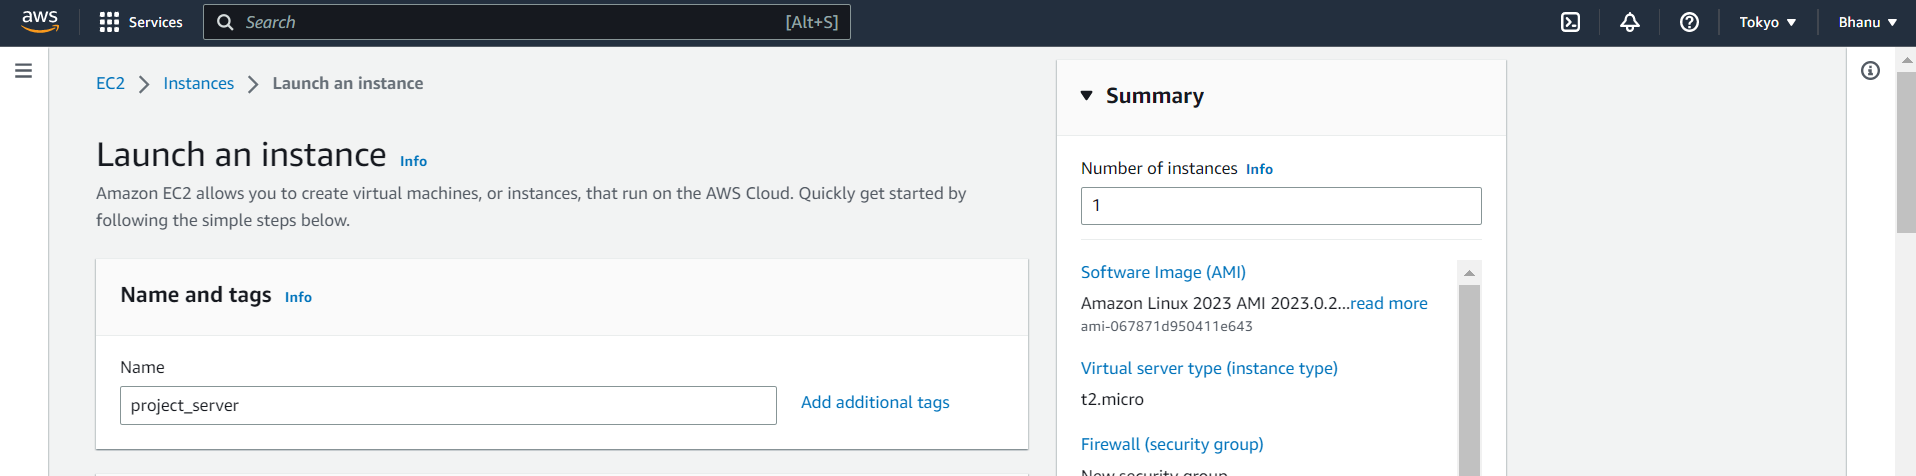 aws
Services
Search
[Alt+S]
Tokyo
Bhanu
EC2
Instances
Launch an instance
Launch an instance Info
Amazon EC2 allows you to create virtual machines, or instances, that run on the AWS Cloud. Quickly get started by
following the simple steps below.
Name and tags Info
Name
project_server
Add additional tags
Summary
Number of instances Info
1
Software Image (AMI)
Amazon Linux 2023 AMI 2023.0.2...read more
ami-067871d950411e643
Virtual server type (instance type)
t2.micro
Firewall (security group)
New security group